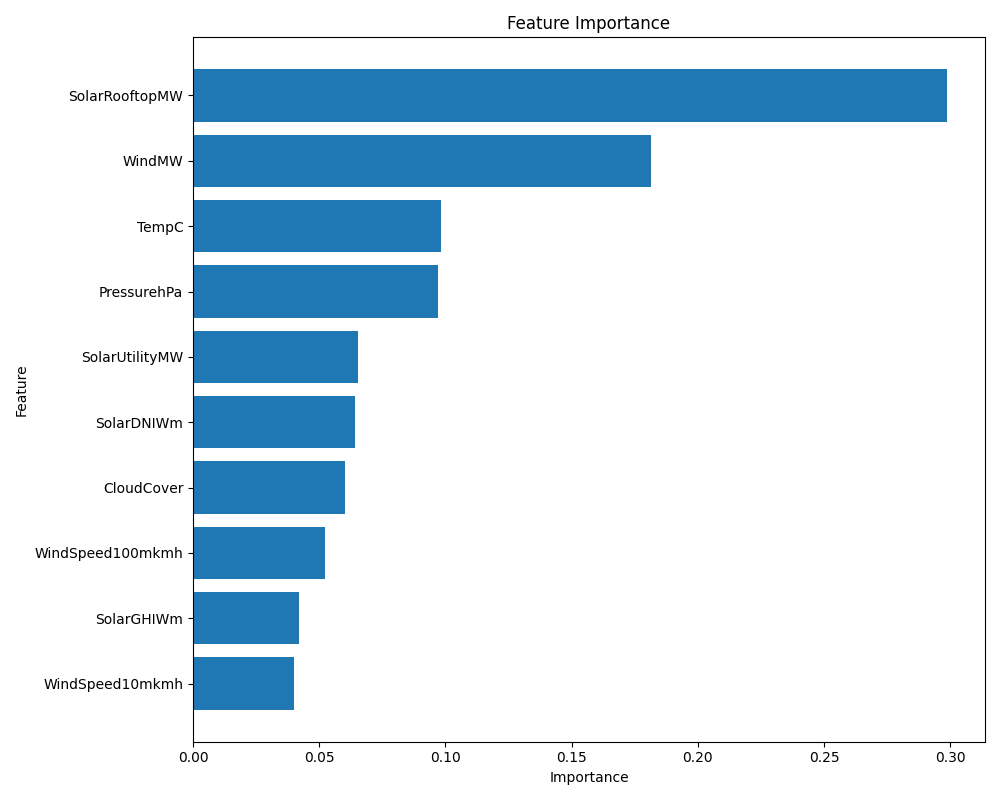 Feature Importance
SolarRooftopMW
WindMW
TempC
PressurehPa
SolarUtilityMW
SolarDNIWm
CloudCover
WindSpeed100mkmh
SolarGHIWm
WindSpeed10mkmh
Feature
0.00 0.05 0.10 0.15 0.20 0.25 0.30
Importance